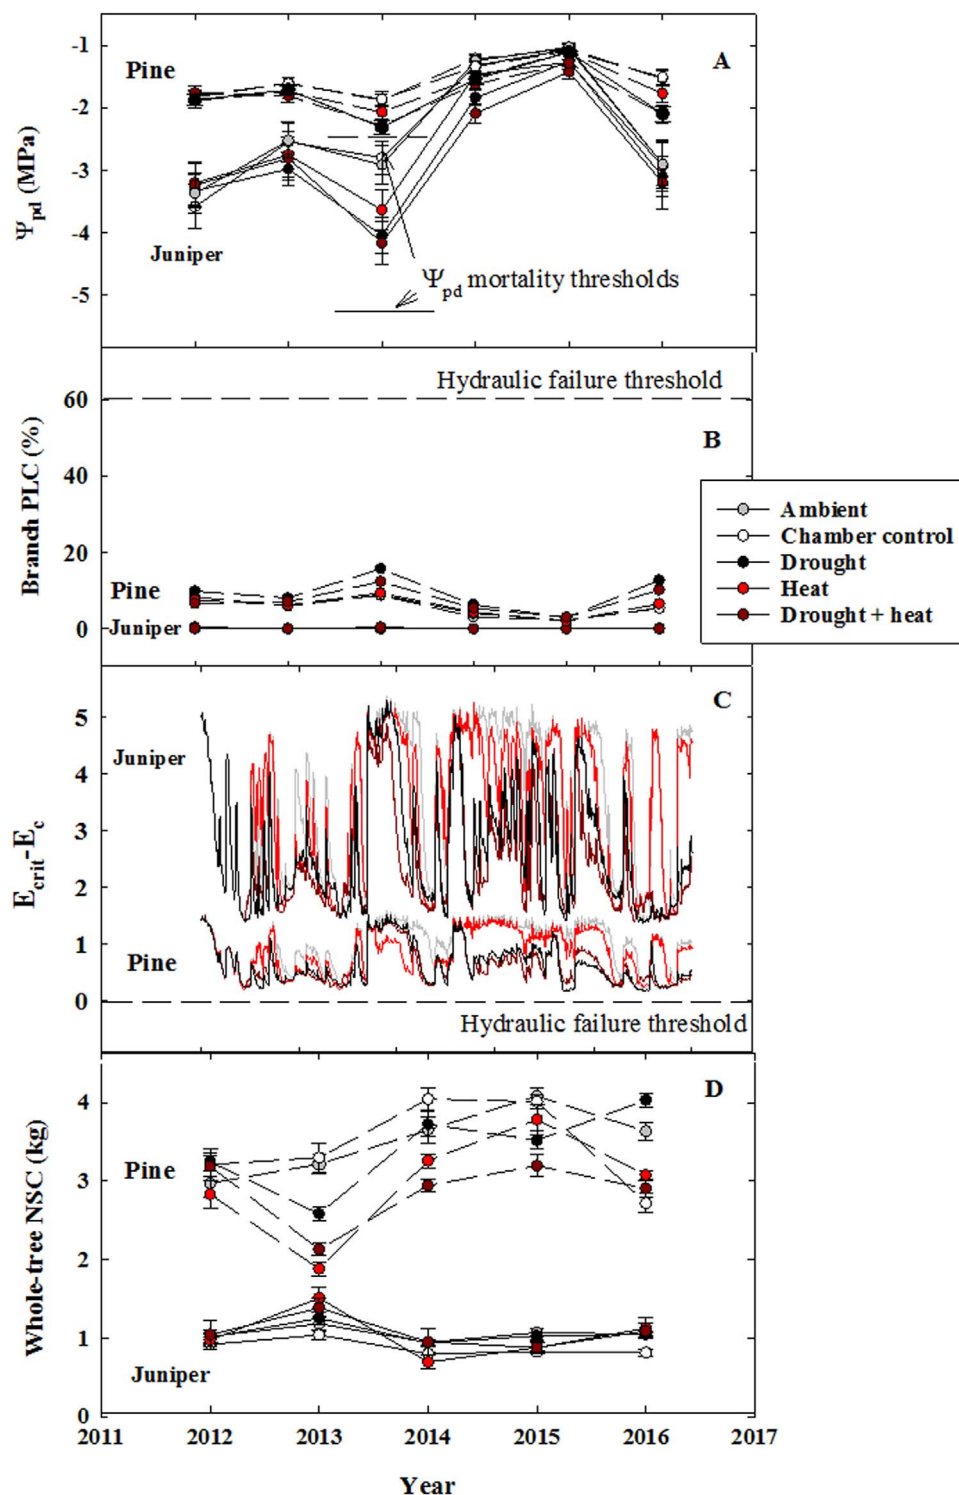 -1
A
Pine
-2
-3
Ψpd (MPa)
-4
Juniper
Ψpd mortality thresholds
-5
Hydraulic failure threshold
60
B
Branch PLC (%)
40
Ambient
Chamber control
20
Drought
Pine
Heat
Juniper
0
Drought + heat
C
5
Juniper
4
3
Ecrit-Ec
2
1
Pine
0
Hydraulic failure threshold
D
4
Pine
3
Whole-tree NSC (kg)
2
1
Juniper
0
2011 2012 2013 2014 2015 2016 2017
Year